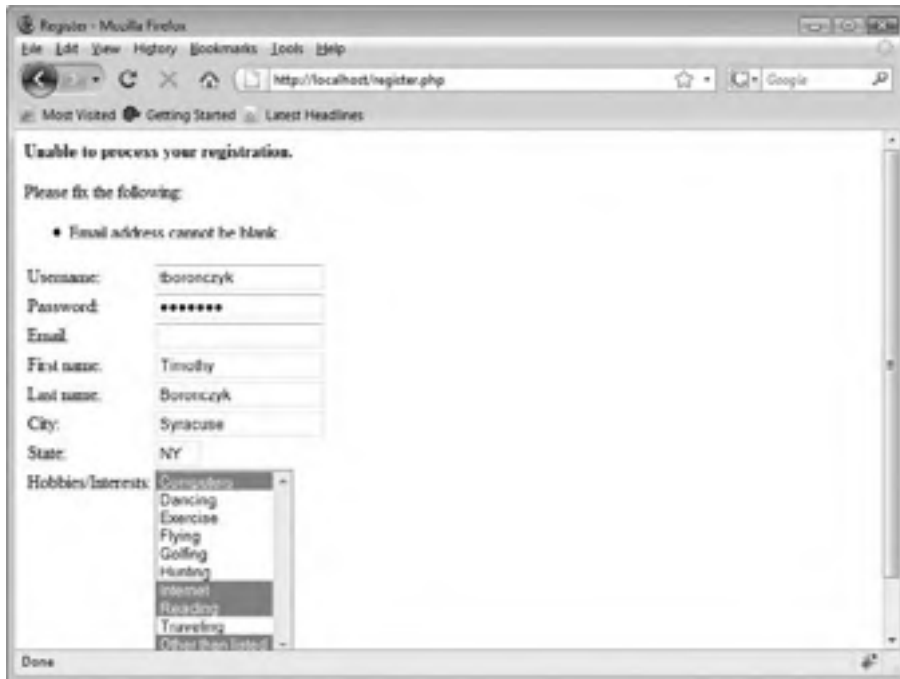 Register - Mozilla Firefox
File Edit View History Bookmarks Tools Help
http://localhost/register.php
Google
Most Visited Getting Started Latest Headlines
Unable to process your registration.
Please fix the following:
• Email address cannot be blank
Username: tboronczyk
Password: •••••••
Email
First name: Timothy
Last name: Boronczyk
City: Syracuse
State: NY
Hobbies/Interests: Computers
Dancing
Exercise
Flying
Golfing
Hunting
Internet
Reading
Traveling
Other than listed
Done